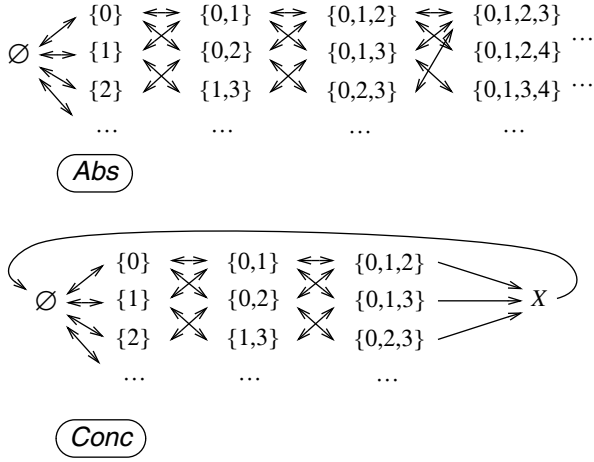 {0} {0,1} {0,1,2} {0,1,2,3}
∅ {1} {0,2} {0,1,3} {0,1,2,4} ...
{2} {1,3} {0,2,3} {0,1,3,4} ...
... ... ... ...
Abs
{0} {0,1} {0,1,2}
∅ {1} {0,2} {0,1,3} X
{2} {1,3} {0,2,3}
... ... ...
Conc